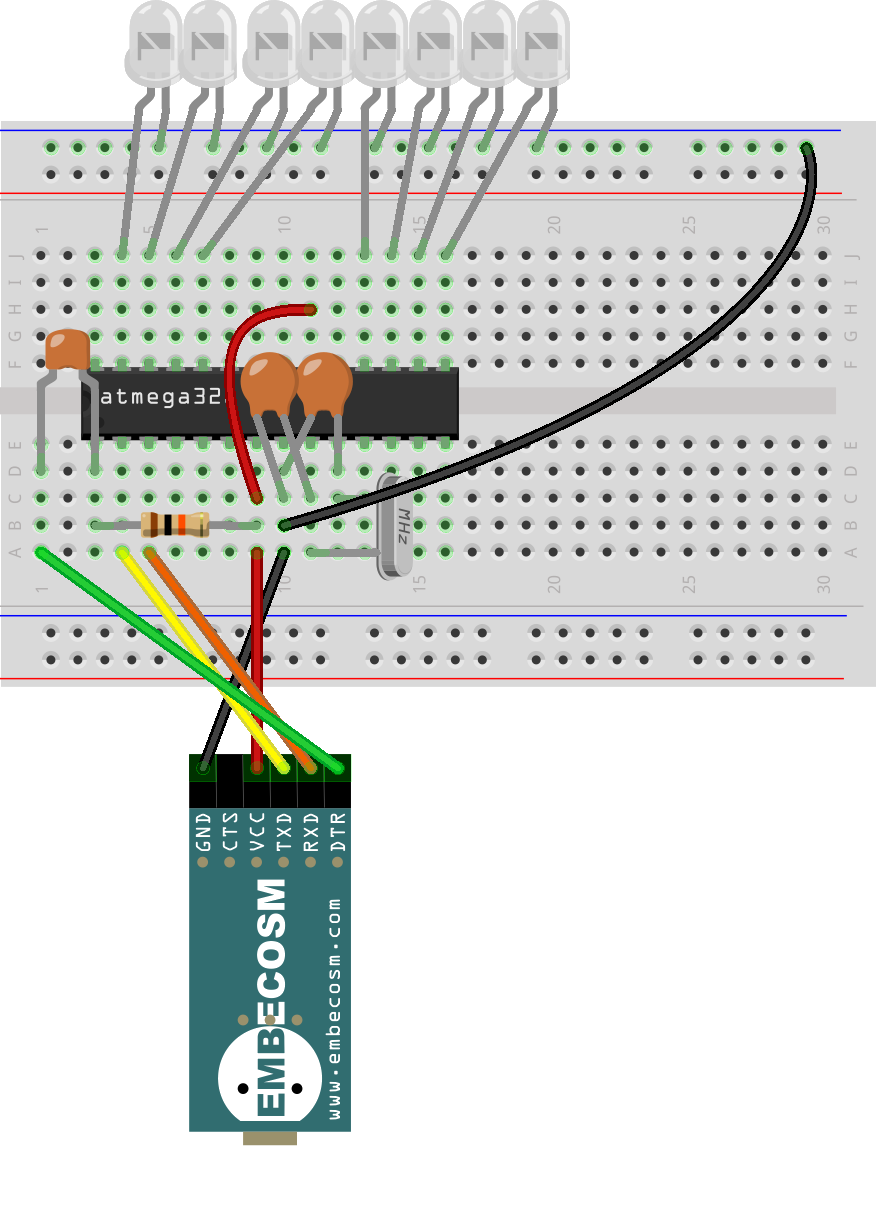 1 5 10 15 20 25 30
J J
I I
H H
G G
F F
atmega32
E E
D D
C C
B B
A A
MHz
1 10 15 20 25 30
GND CTS VCC TXD RXD DTR
EMBECOSM
www.embecosm.com